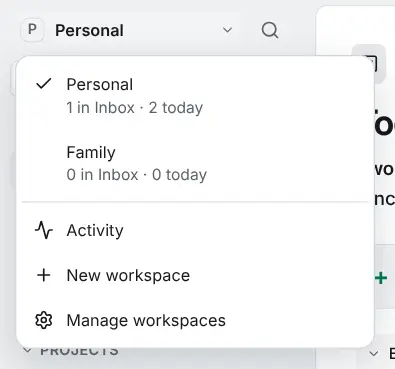 P Personal
Personal
1 in Inbox · 2 today
Family
0 in Inbox · 0 today
Activity
New workspace
Manage workspaces
PROJECTS